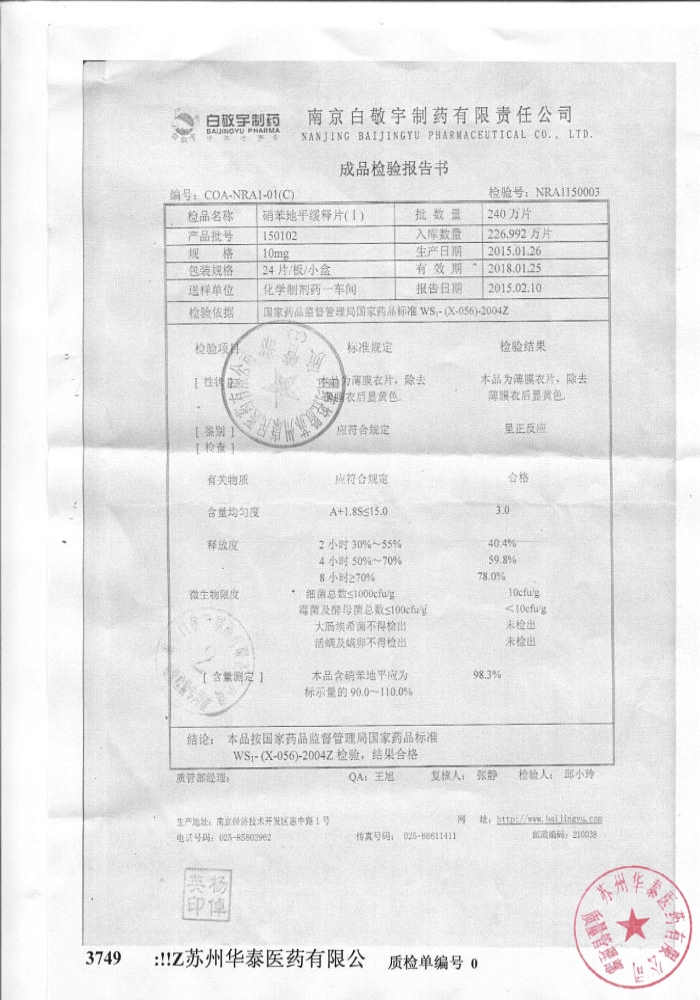 白敬宇制药
BAIJINGYU PHARMA
南京白敬宇制药有限责任公司
NANJING BAIJINGYU PHARMACEUTICAL CO., LTD.
成品检验报告书
编号：COA-NRA1-01(C) 检验号：NRA1150003
检品名称 硝苯地平缓释片(Ⅰ) 批数量 240万片
产品批号 150102 入库数量 226.992万片
规格 10mg 生产日期 2015.01.26
包装规格 24片/板/小盒 有效期 2018.01.25
送样单位 化学制剂药一车间 报告日期 2015.02.10
检验依据 国家药品监督管理局国家药品标准 WS₁- (X-056)-2004Z
检验项目 标准规定 检验结果
[性状] 本品为薄膜衣片，除去 本品为薄膜衣片，除去
薄膜衣后显黄色. 薄膜衣后显黄色.
[鉴别] 应符合规定 呈正反应
[检查]
有关物质 应符合规定 合格
含量均匀度 A+1.8S≤15.0 3.0
释放度 2小时 30%～55% 40.4%
4小时 50%～70% 59.8%
8小时≥70% 78.0%
微生物限度 细菌总数≤1000cfu/g 10cfu/g
霉菌及酵母菌总数≤100cfu/g ＜10cfu/g
大肠埃希菌不得检出 未检出
活螨及螨卵不得检出 未检出
[含量测定] 本品含硝苯地平应为 98.3%
标示量的 90.0～110.0%
结论： 本品按国家药品监督管理局国家药品标准
WS₁- (X-056)-2004Z 检验，结果合格
质管部经理： QA：王旭 复核人：张静 检验人：邱小玲
生产地址：南京经济技术开发区惠中路1号 网址：http://www.baijingyu.com
电话号码：025-85803962 传真号码：025-86611411 邮政编码：210038
杨倬英印
苏州华泰医药有限公司
3749 :!!Z苏州华泰医药有限公 质检单编号 0